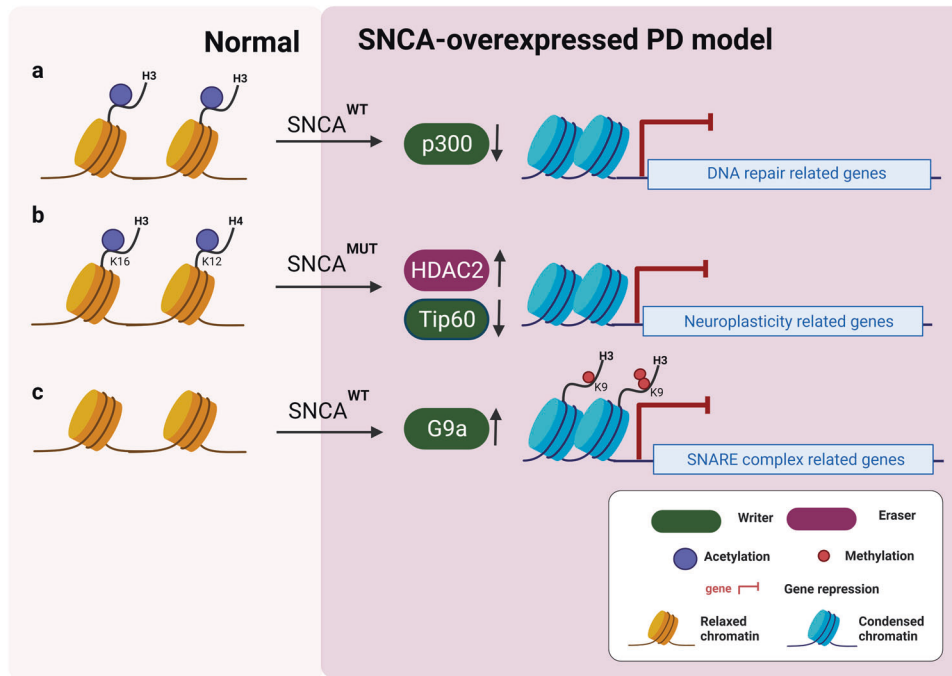 Normal
SNCA-overexpressed PD model
a
H3
H3
SNCA WT
p300
DNA repair related genes
b
H3
K16
H4
K12
SNCA MUT
HDAC2
Tip60
Neuroplasticity related genes
c
SNCA WT
G9a
H3
K9
H3
K9
SNARE complex related genes
Writer
Eraser
Acetylation
Methylation
gene
Gene repression
Relaxed
chromatin
Condensed
chromatin